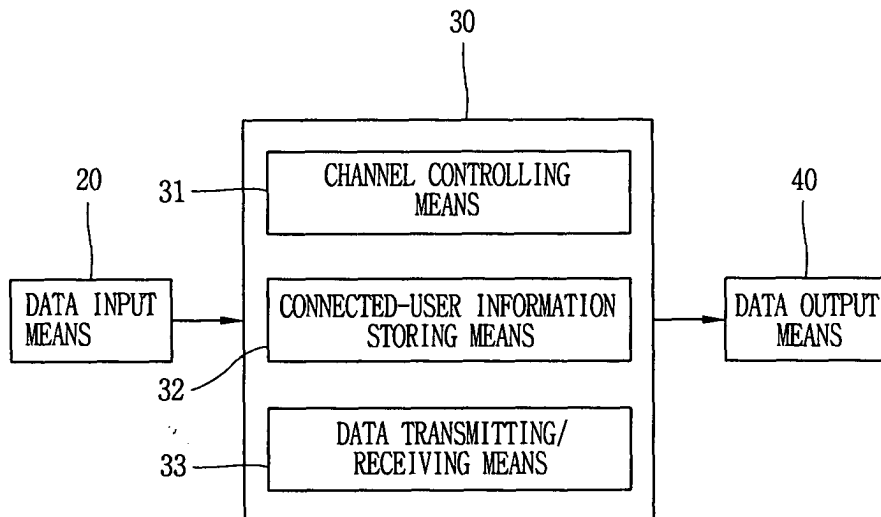 30
20
31
CHANNEL CONTROLLING
MEANS
40
DATA INPUT
MEANS
CONNECTED-USER INFORMATION
STORING MEANS
32
DATA OUTPUT
MEANS
DATA TRANSMITTING/
RECEIVING MEANS
33